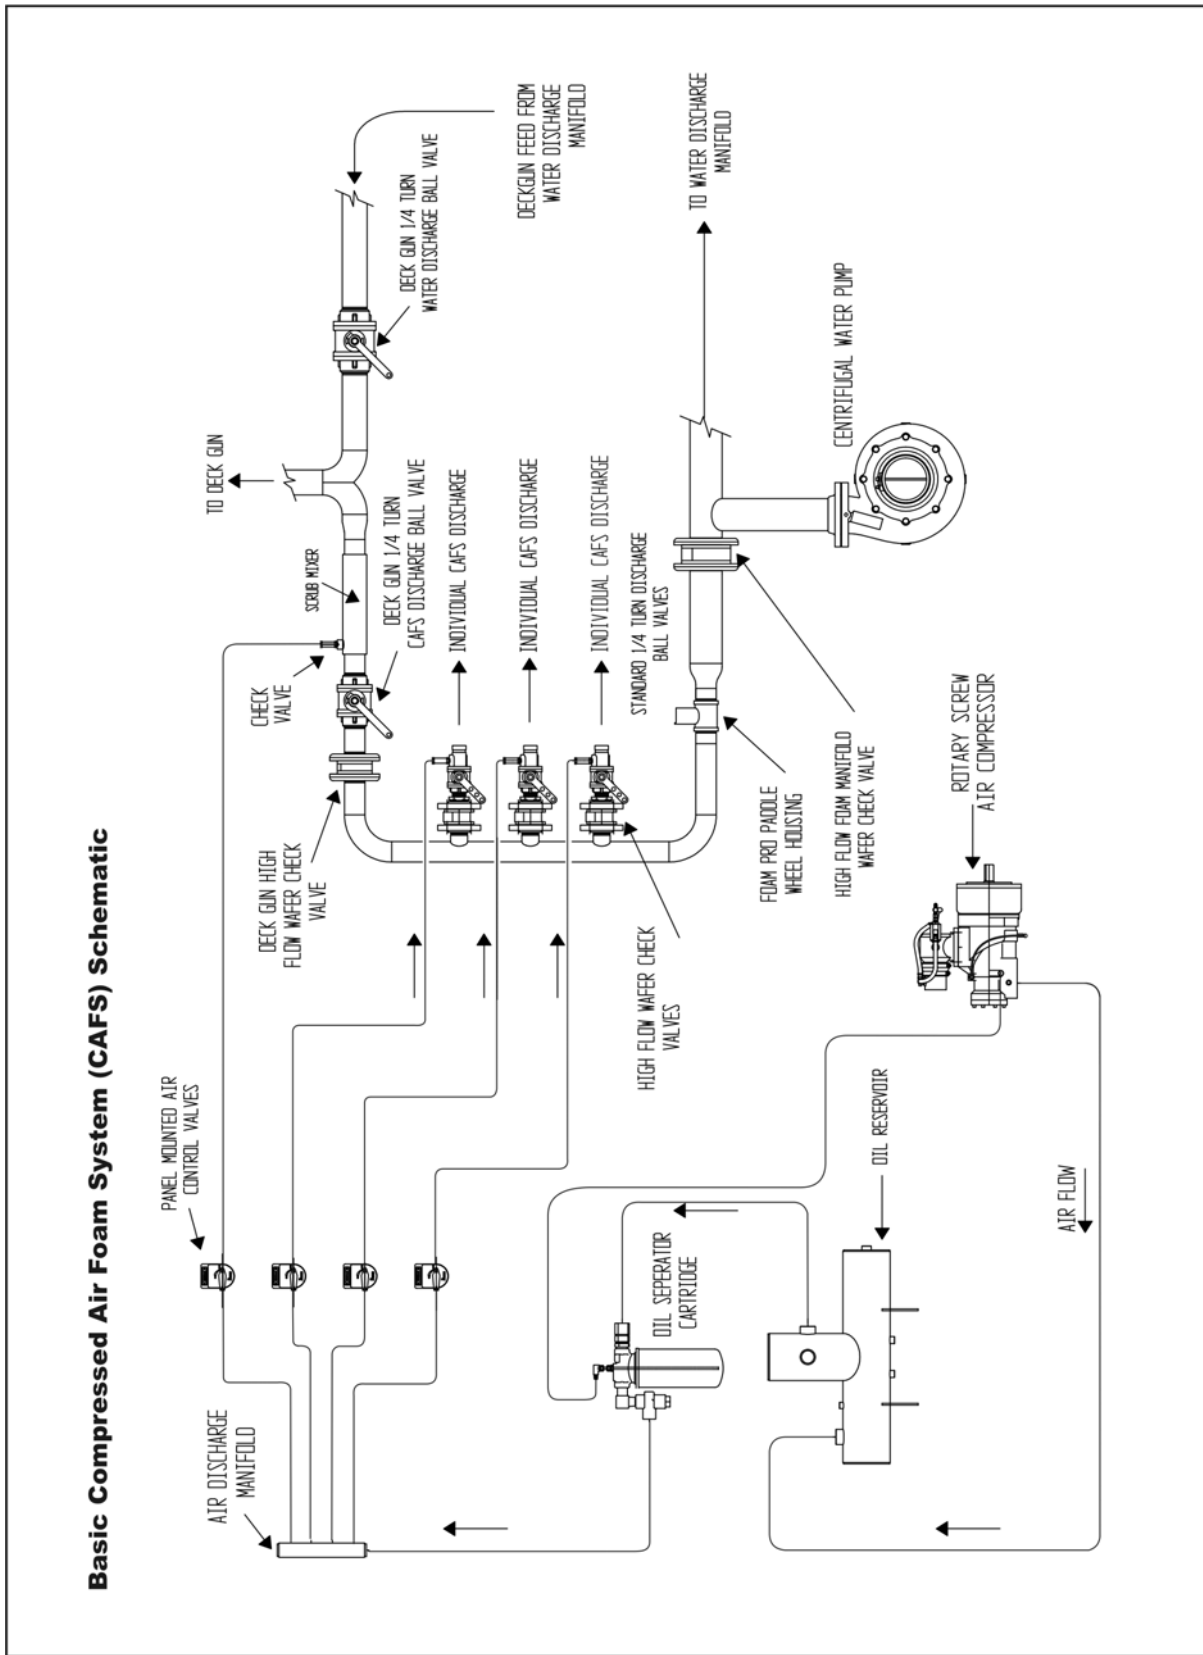 Basic Compressed Air Foam System (CAFS) Schematic
AIR DISCHARGE
MANIFOLD
PANEL MOUNTED AIR
CONTROL VALVES
DECK GUN HIGH
FLOW WAFER CHECK
VALVE
CHECK
VALVE
SCRUB MIXER
TO DECK GUN
DECK GUN 1/4 TURN
WATER DISCHARGE BALL VALVE
DECKGUN FEED FROM
WATER DISCHARGE
MANIFOLD
DECK GUN 1/4 TURN
CAFS DISCHARGE BALL VALVE
INDIVIDUAL CAFS DISCHARGE
INDIVIDUAL CAFS DISCHARGE
INDIVIDUAL CAFS DISCHARGE
STANDARD 1/4 TURN DISCHARGE
BALL VALVES
TO WATER DISCHARGE
MANIFOLD
HIGH FLOW WAFER CHECK
VALVES
FOAM PRO PADDLE
WHEEL HOUSING
HIGH FLOW FOAM MANIFOLD
WAFER CHECK VALVE
CENTRIFUGAL WATER PUMP
OIL SEPERATOR
CARTRIDGE
OIL RESERVOIR
ROTARY SCREW
AIR COMPRESSOR
AIR FLOW